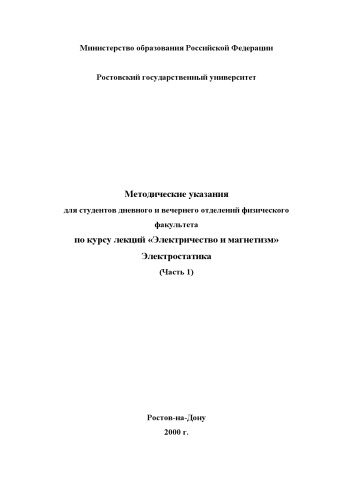 Министерство образования Российской Федерации
Ростовский государственный университет
Методические указания
для студентов дневного и вечернего отделений физического
факультета
по курсу лекций «Электричество и магнетизм»
Электростатика
(Часть 1)
Ростов-на-Дону
2000 г.